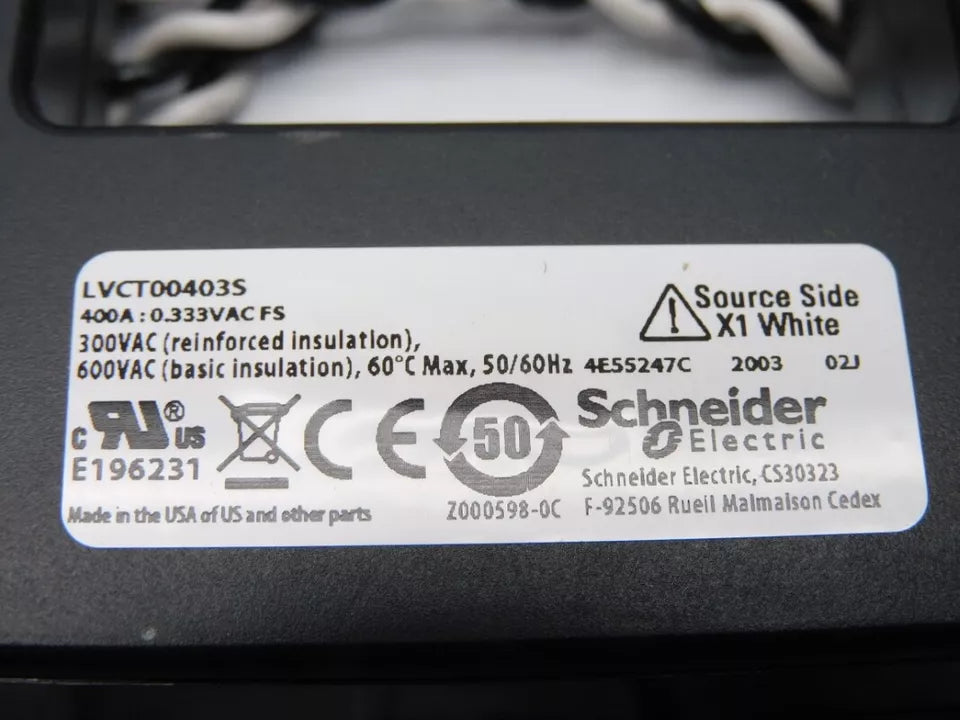 LVCT00403S
400A : 0.333VAC FS
300VAC (reinforced insulation),
600VAC (basic insulation), 60°C Max, 50/60Hz 4E55247C 2003 02J
! Source Side
X1 White
c RU ® US
E196231
CE
50
Schneider
Electric
Schneider Electric, CS30323
F-92506 Rueil Malmaison Cedex
Made in the USA of US and other parts
Z000598-0C